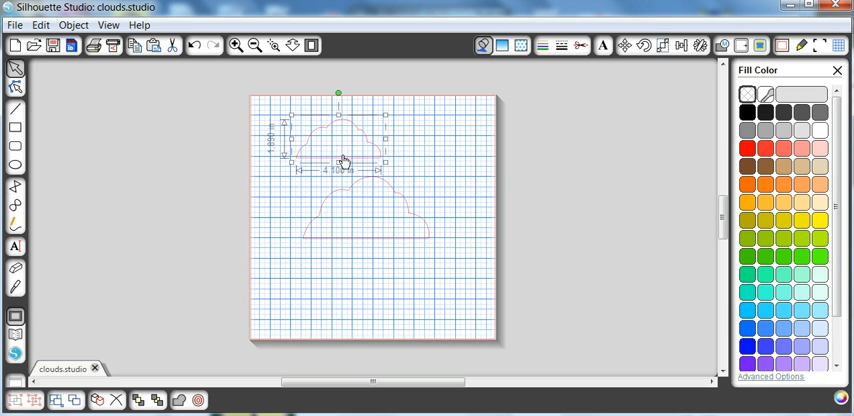 Silhouette Studio: clouds.studio
File Edit Object View Help
A
Fill Color
A
clouds.studio
Advanced Options